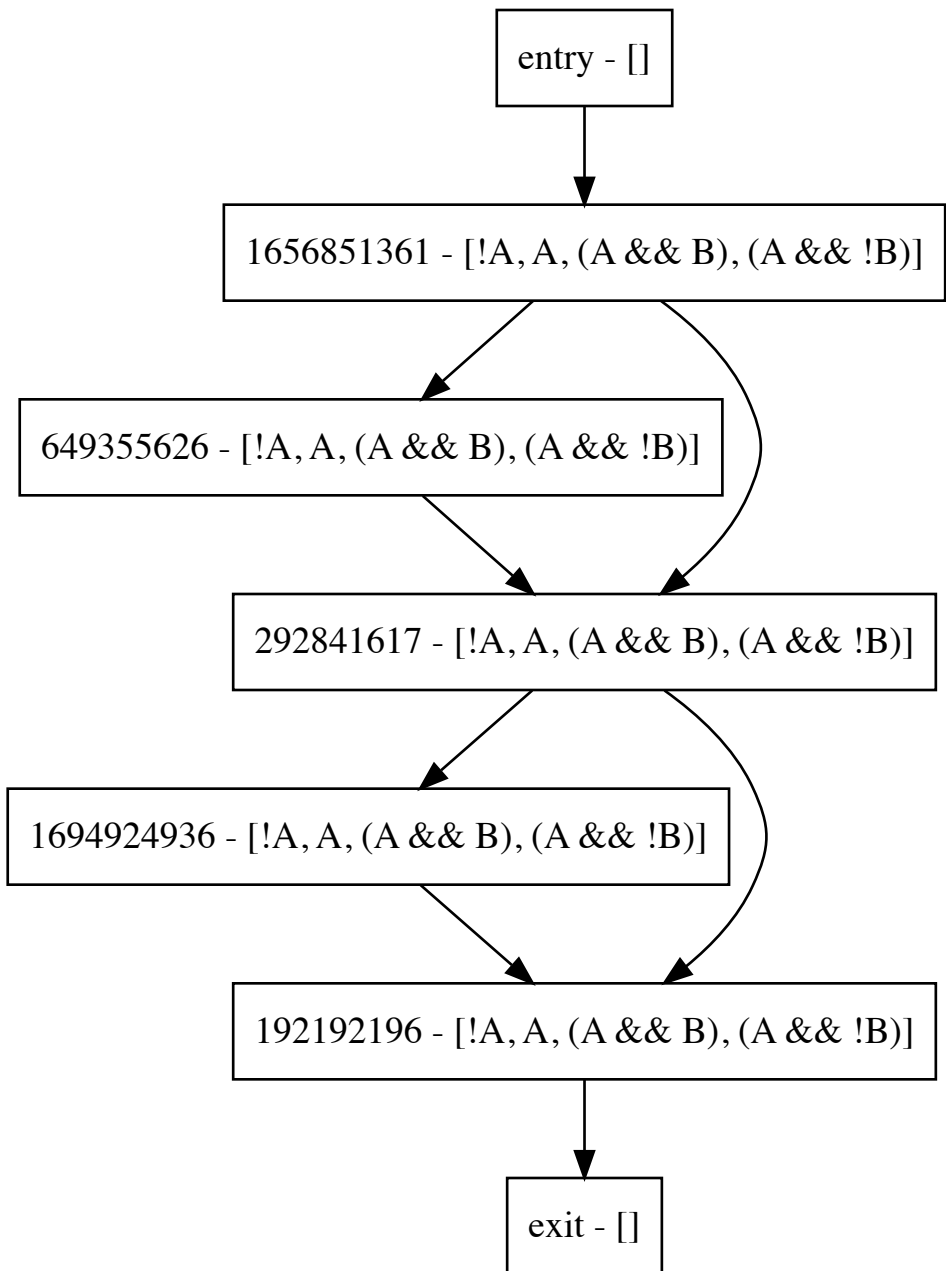 entry - []
1656851361 - [!A, A, (A && B), (A && !B)]
649355626 - [!A, A, (A && B), (A && !B)]
292841617 - [!A, A, (A && B), (A && !B)]
1694924936 - [!A, A, (A && B), (A && !B)]
192192196 - [!A, A, (A && B), (A && !B)]
exit - []